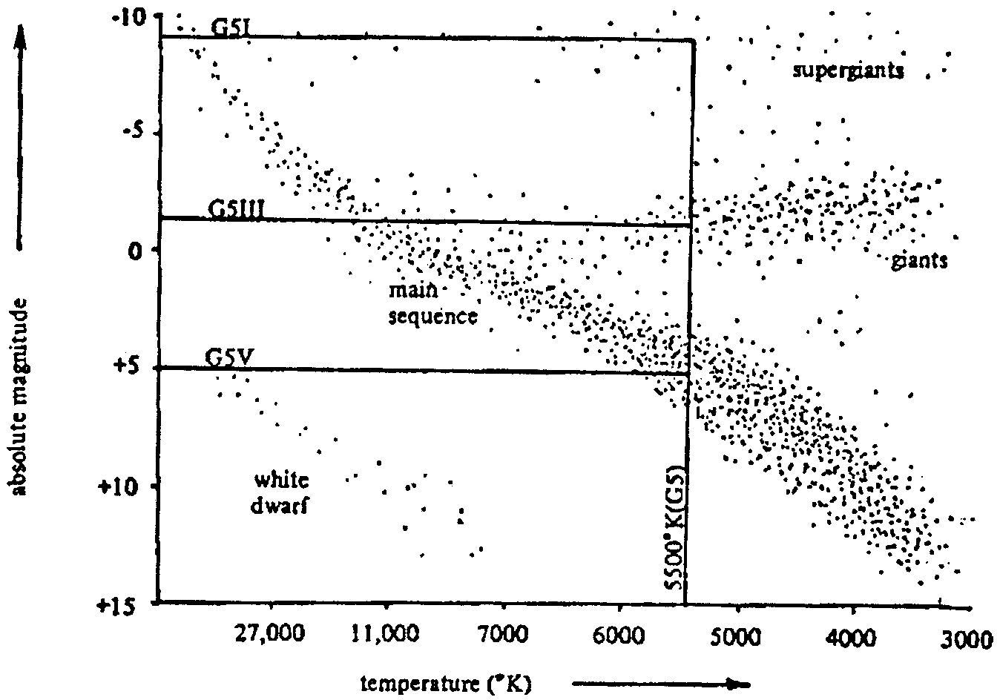 -10
G5I
supergiants
-5
G5III
0
giants
main
sequence
absolute magnitude
+5
G5V
white
dwarf
+10
5500°K(G5)
+15
27,000 11,000 7000 6000 5000 4000 3000
temperature (°K)